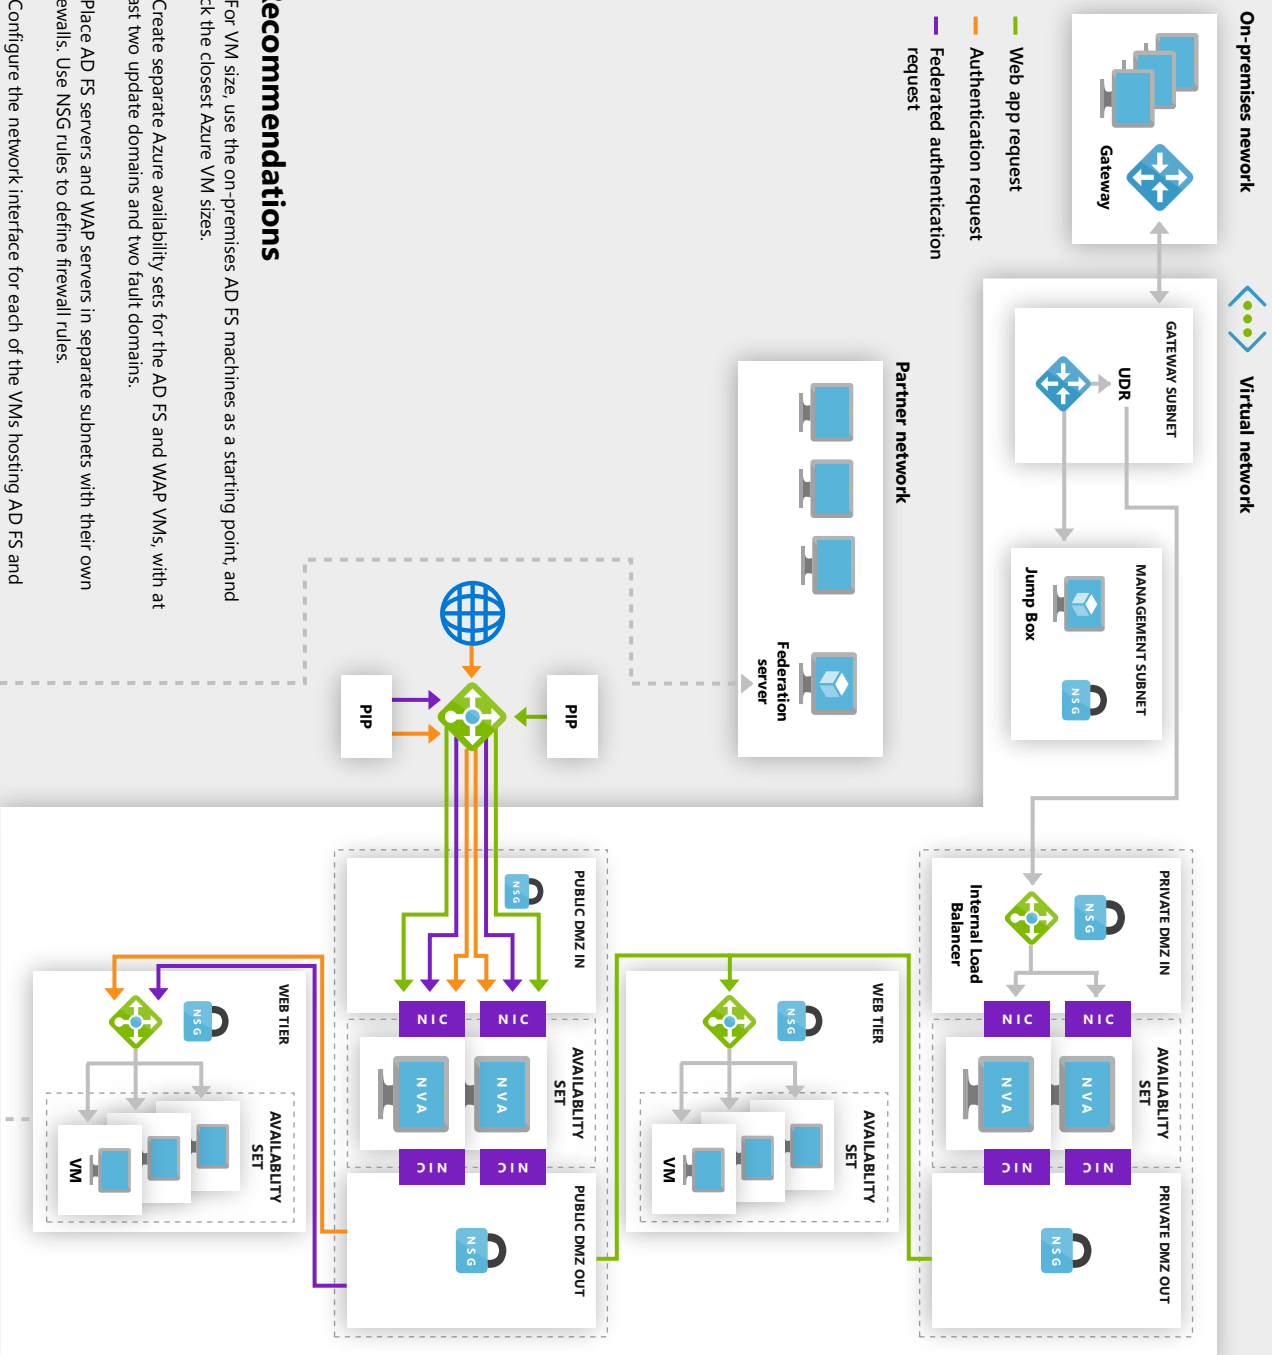 On-premises nework
Gateway
Web app request
Authentication request
Federated authentication
request
Virtual network
GATEWAY SUBNET
UDR
MANAGEMENT SUBNET
Jump Box
NSG
Partner network
Federation
server
PIP
PIP
PRIVATE DMZ IN
NSG
Internal Load
Balancer
NIC
NIC
AVAILABLITY
SET
NVA
NVA
NIC
NIC
PRIVATE DMZ OUT
NSG
WEB TIER
NSG
AVAILABLITY
SET
VM
PUBLIC DMZ IN
NSG
NIC
NIC
AVAILABLITY
SET
NVA
NVA
NIC
NIC
PUBLIC DMZ OUT
NSG
WEB TIER
NSG
AVAILABLITY
SET
VM
ecommendations
For VM size, use the on-premises AD FS machines as a starting point, and
ck the closest Azure VM sizes.
Create separate Azure availability sets for the AD FS and WAP VMs, with at
ast two update domains and two fault domains.
Place AD FS servers and WAP servers in separate subnets with their own
ewalls. Use NSG rules to define firewall rules.
Configure the network interface for each of the VMs hosting AD FS and